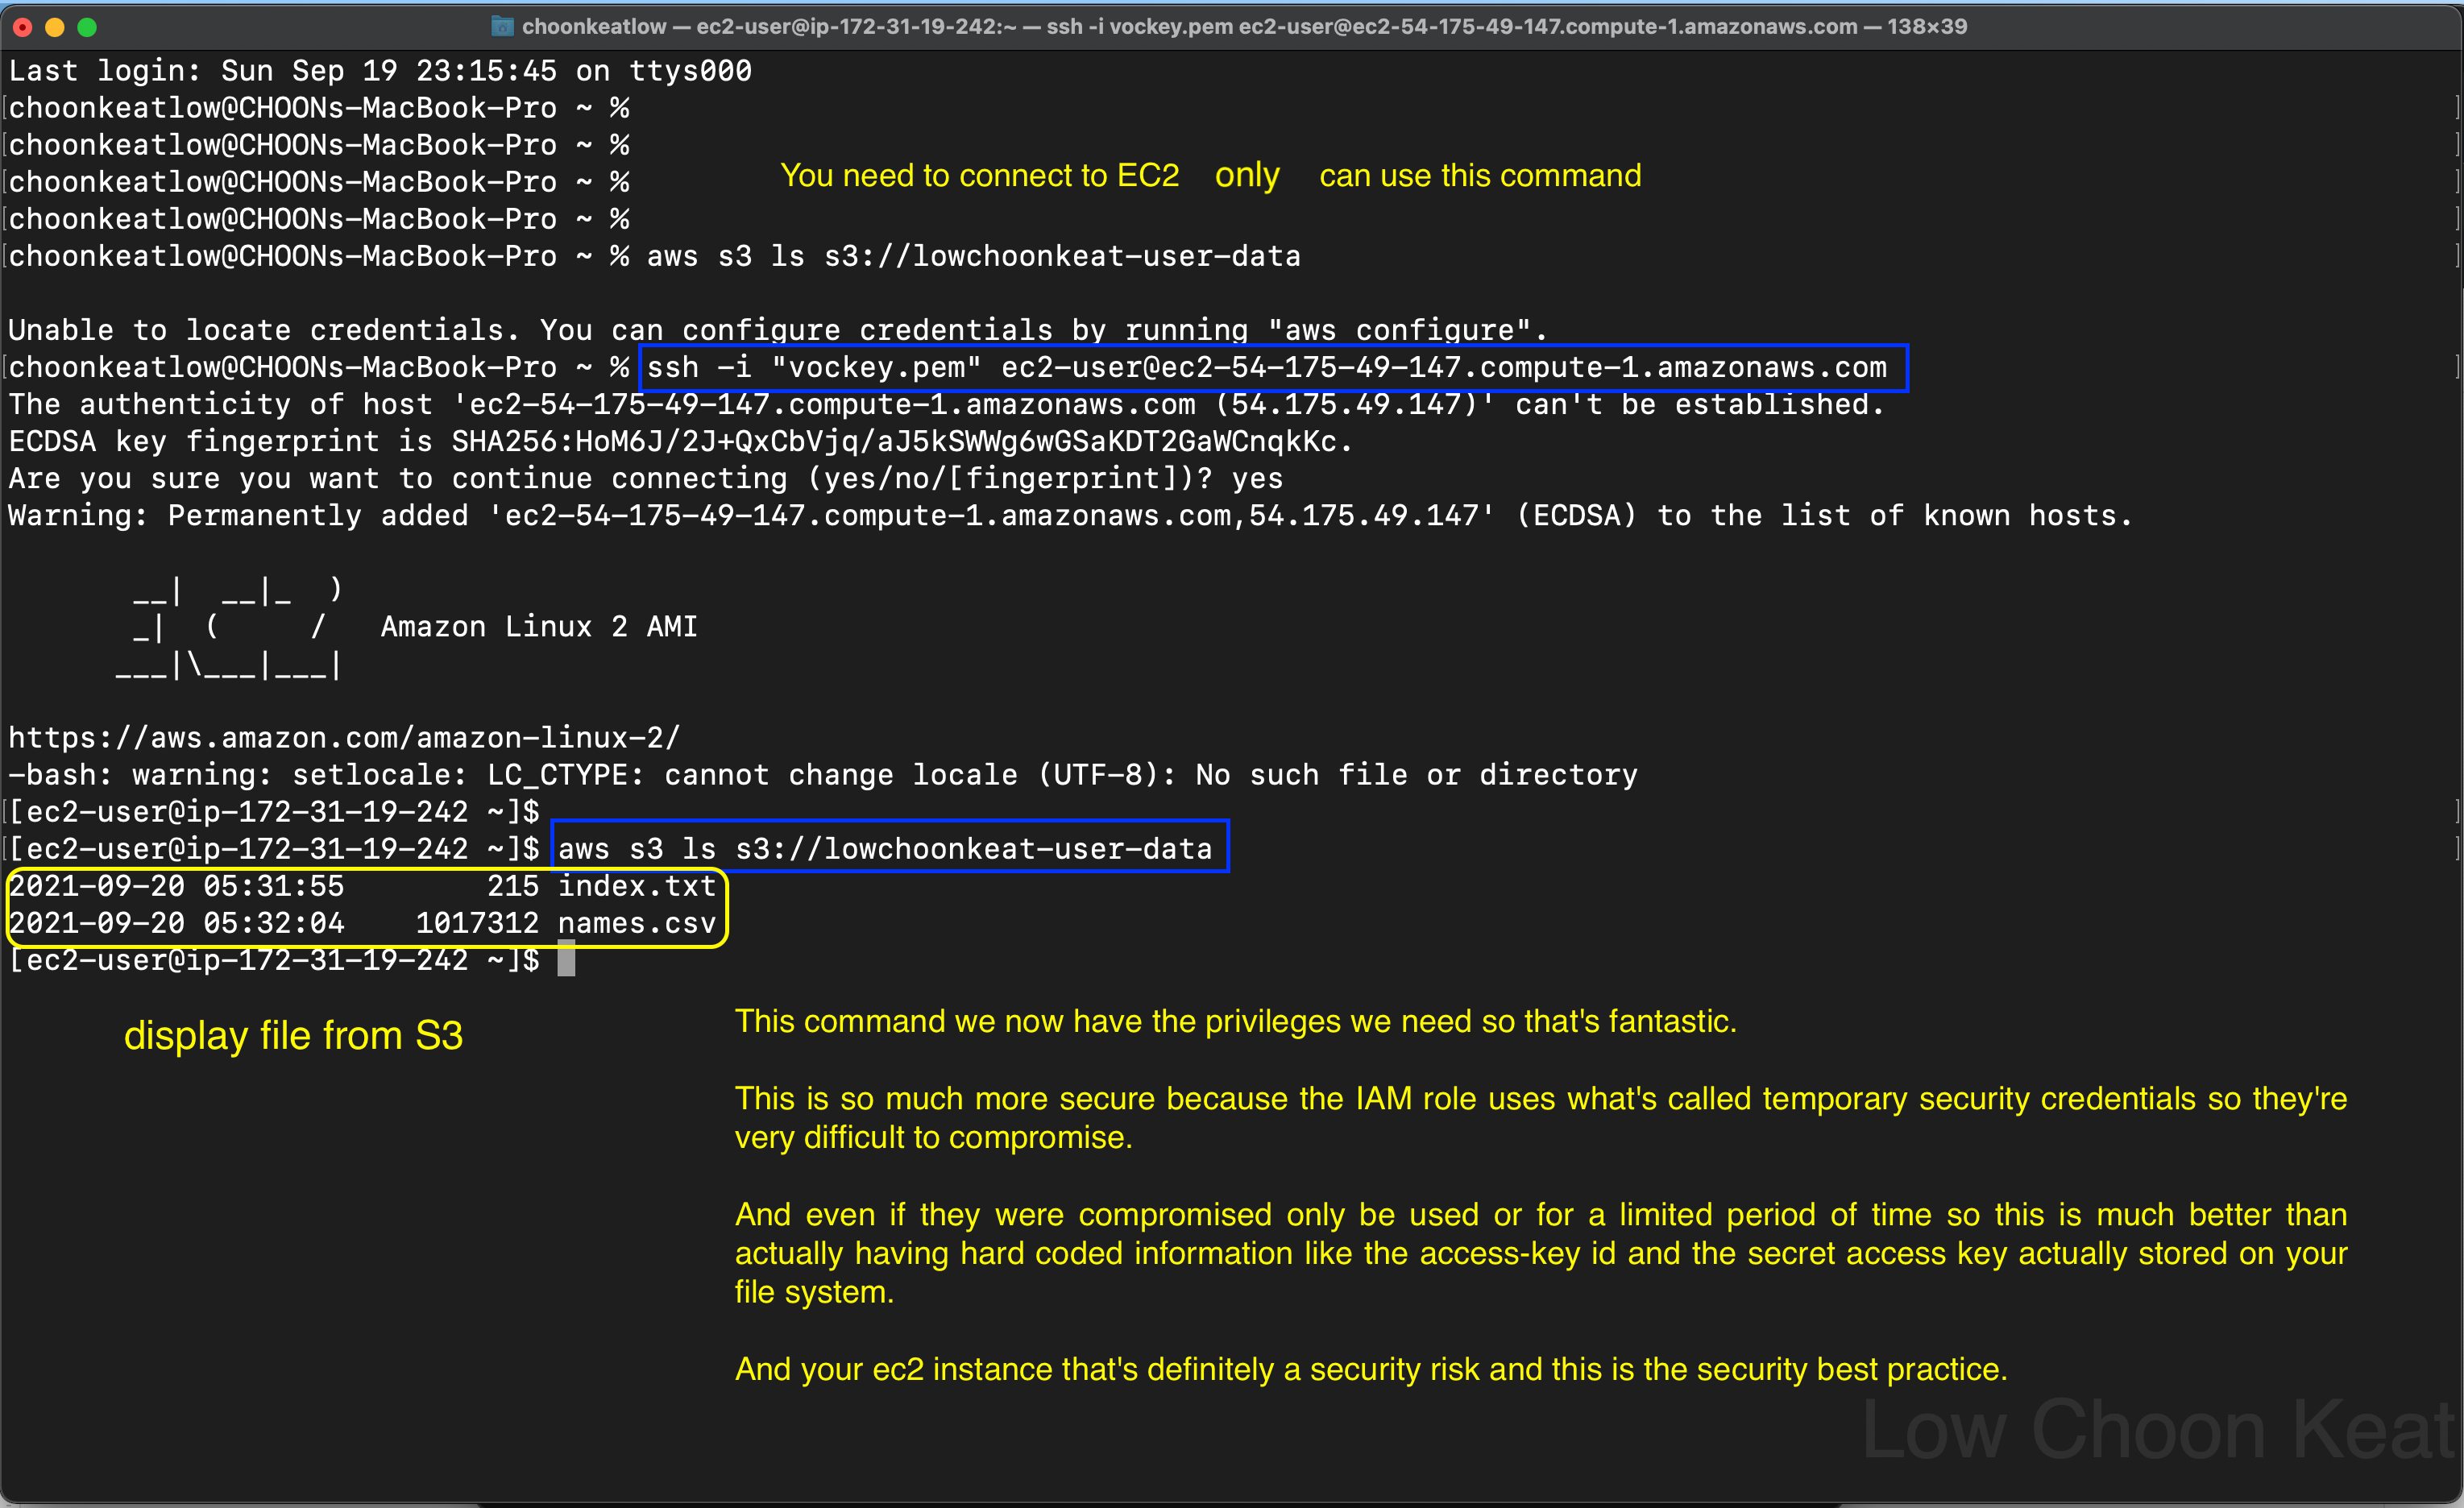 choonkeatlow — ec2-user@ip-172-31-19-242:~ — ssh -i vockey.pem ec2-user@ec2-54-175-49-147.compute-1.amazonaws.com — 138×39
Last login: Sun Sep 19 23:15:45 on ttys000
[choonkeatlow@CHOONs-MacBook-Pro ~ % ]
[choonkeatlow@CHOONs-MacBook-Pro ~ % ]
You need to connect to EC2 only can use this command
[choonkeatlow@CHOONs-MacBook-Pro ~ % ]
[choonkeatlow@CHOONs-MacBook-Pro ~ % ]
[choonkeatlow@CHOONs-MacBook-Pro ~ % aws s3 ls s3://lowchoonkeat-user-data ]
Unable to locate credentials. You can configure credentials by running "aws configure".
[choonkeatlow@CHOONs-MacBook-Pro ~ % ssh -i "vockey.pem" ec2-user@ec2-54-175-49-147.compute-1.amazonaws.com ]
The authenticity of host 'ec2-54-175-49-147.compute-1.amazonaws.com (54.175.49.147)' can't be established.
ECDSA key fingerprint is SHA256:HoM6J/2J+QxCbVjq/aJ5kSWWg6wGSaKDT2GaWCnqkKc.
Are you sure you want to continue connecting (yes/no/[fingerprint])? yes
Warning: Permanently added 'ec2-54-175-49-147.compute-1.amazonaws.com,54.175.49.147' (ECDSA) to the list of known hosts.
       __|  __|_  )
       _|  (     /   Amazon Linux 2 AMI
      ___|\___|___|
https://aws.amazon.com/amazon-linux-2/
-bash: warning: setlocale: LC_CTYPE: cannot change locale (UTF-8): No such file or directory
[[ec2-user@ip-172-31-19-242 ~]$ ]
[[ec2-user@ip-172-31-19-242 ~]$ aws s3 ls s3://lowchoonkeat-user-data ]
2021-09-20 05:31:55        215 index.txt
2021-09-20 05:32:04    1017312 names.csv
[ec2-user@ip-172-31-19-242 ~]$
display file from S3
This command we now have the privileges we need so that's fantastic.
This is so much more secure because the IAM role uses what's called temporary security credentials so they're
very difficult to compromise.
And even if they were compromised only be used or for a limited period of time so this is much better than
actually having hard coded information like the access-key id and the secret access key actually stored on your
file system.
And your ec2 instance that's definitely a security risk and this is the security best practice.
Low Choon Keat